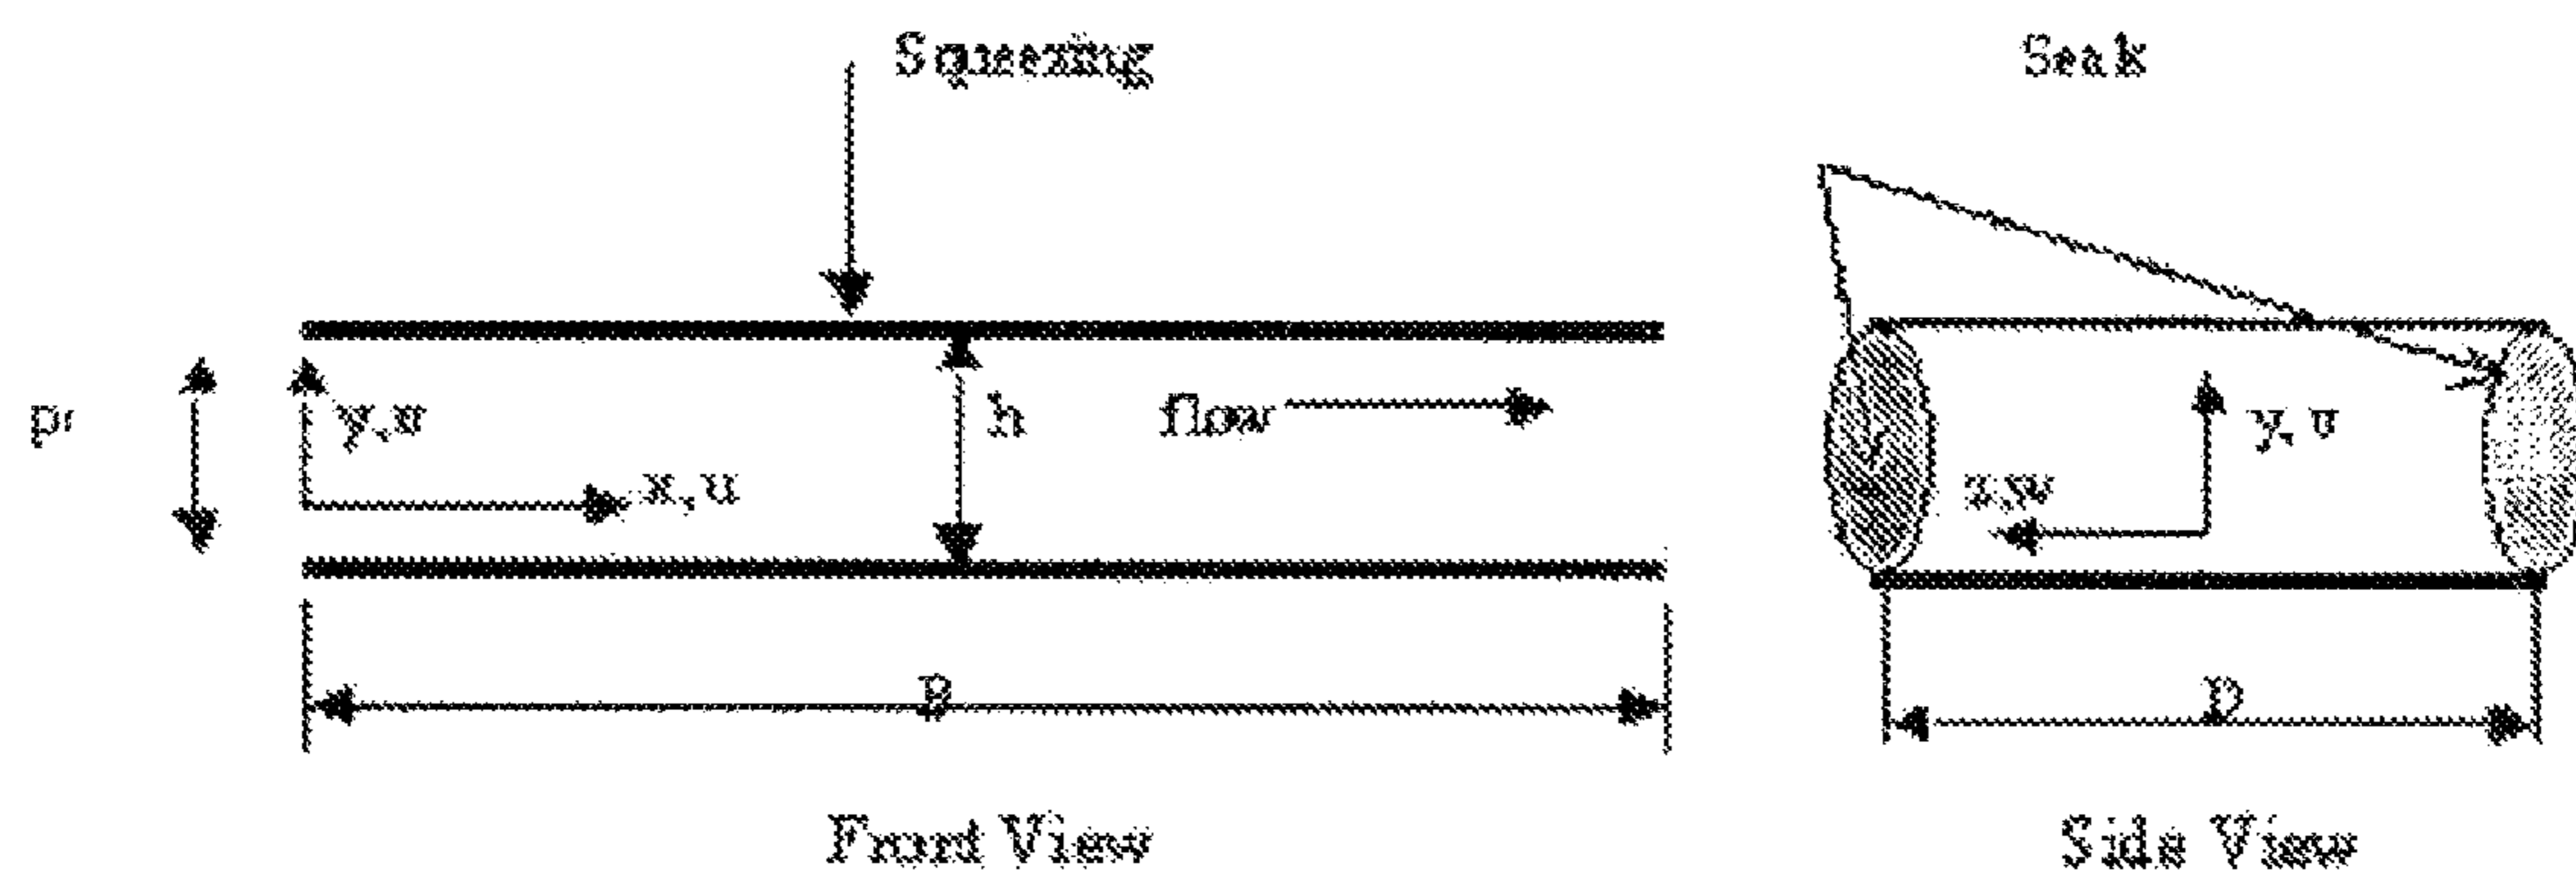 Squeezing
Seals
h
flow
y,υ
x,u
z,w
B
D
Front View
Side View